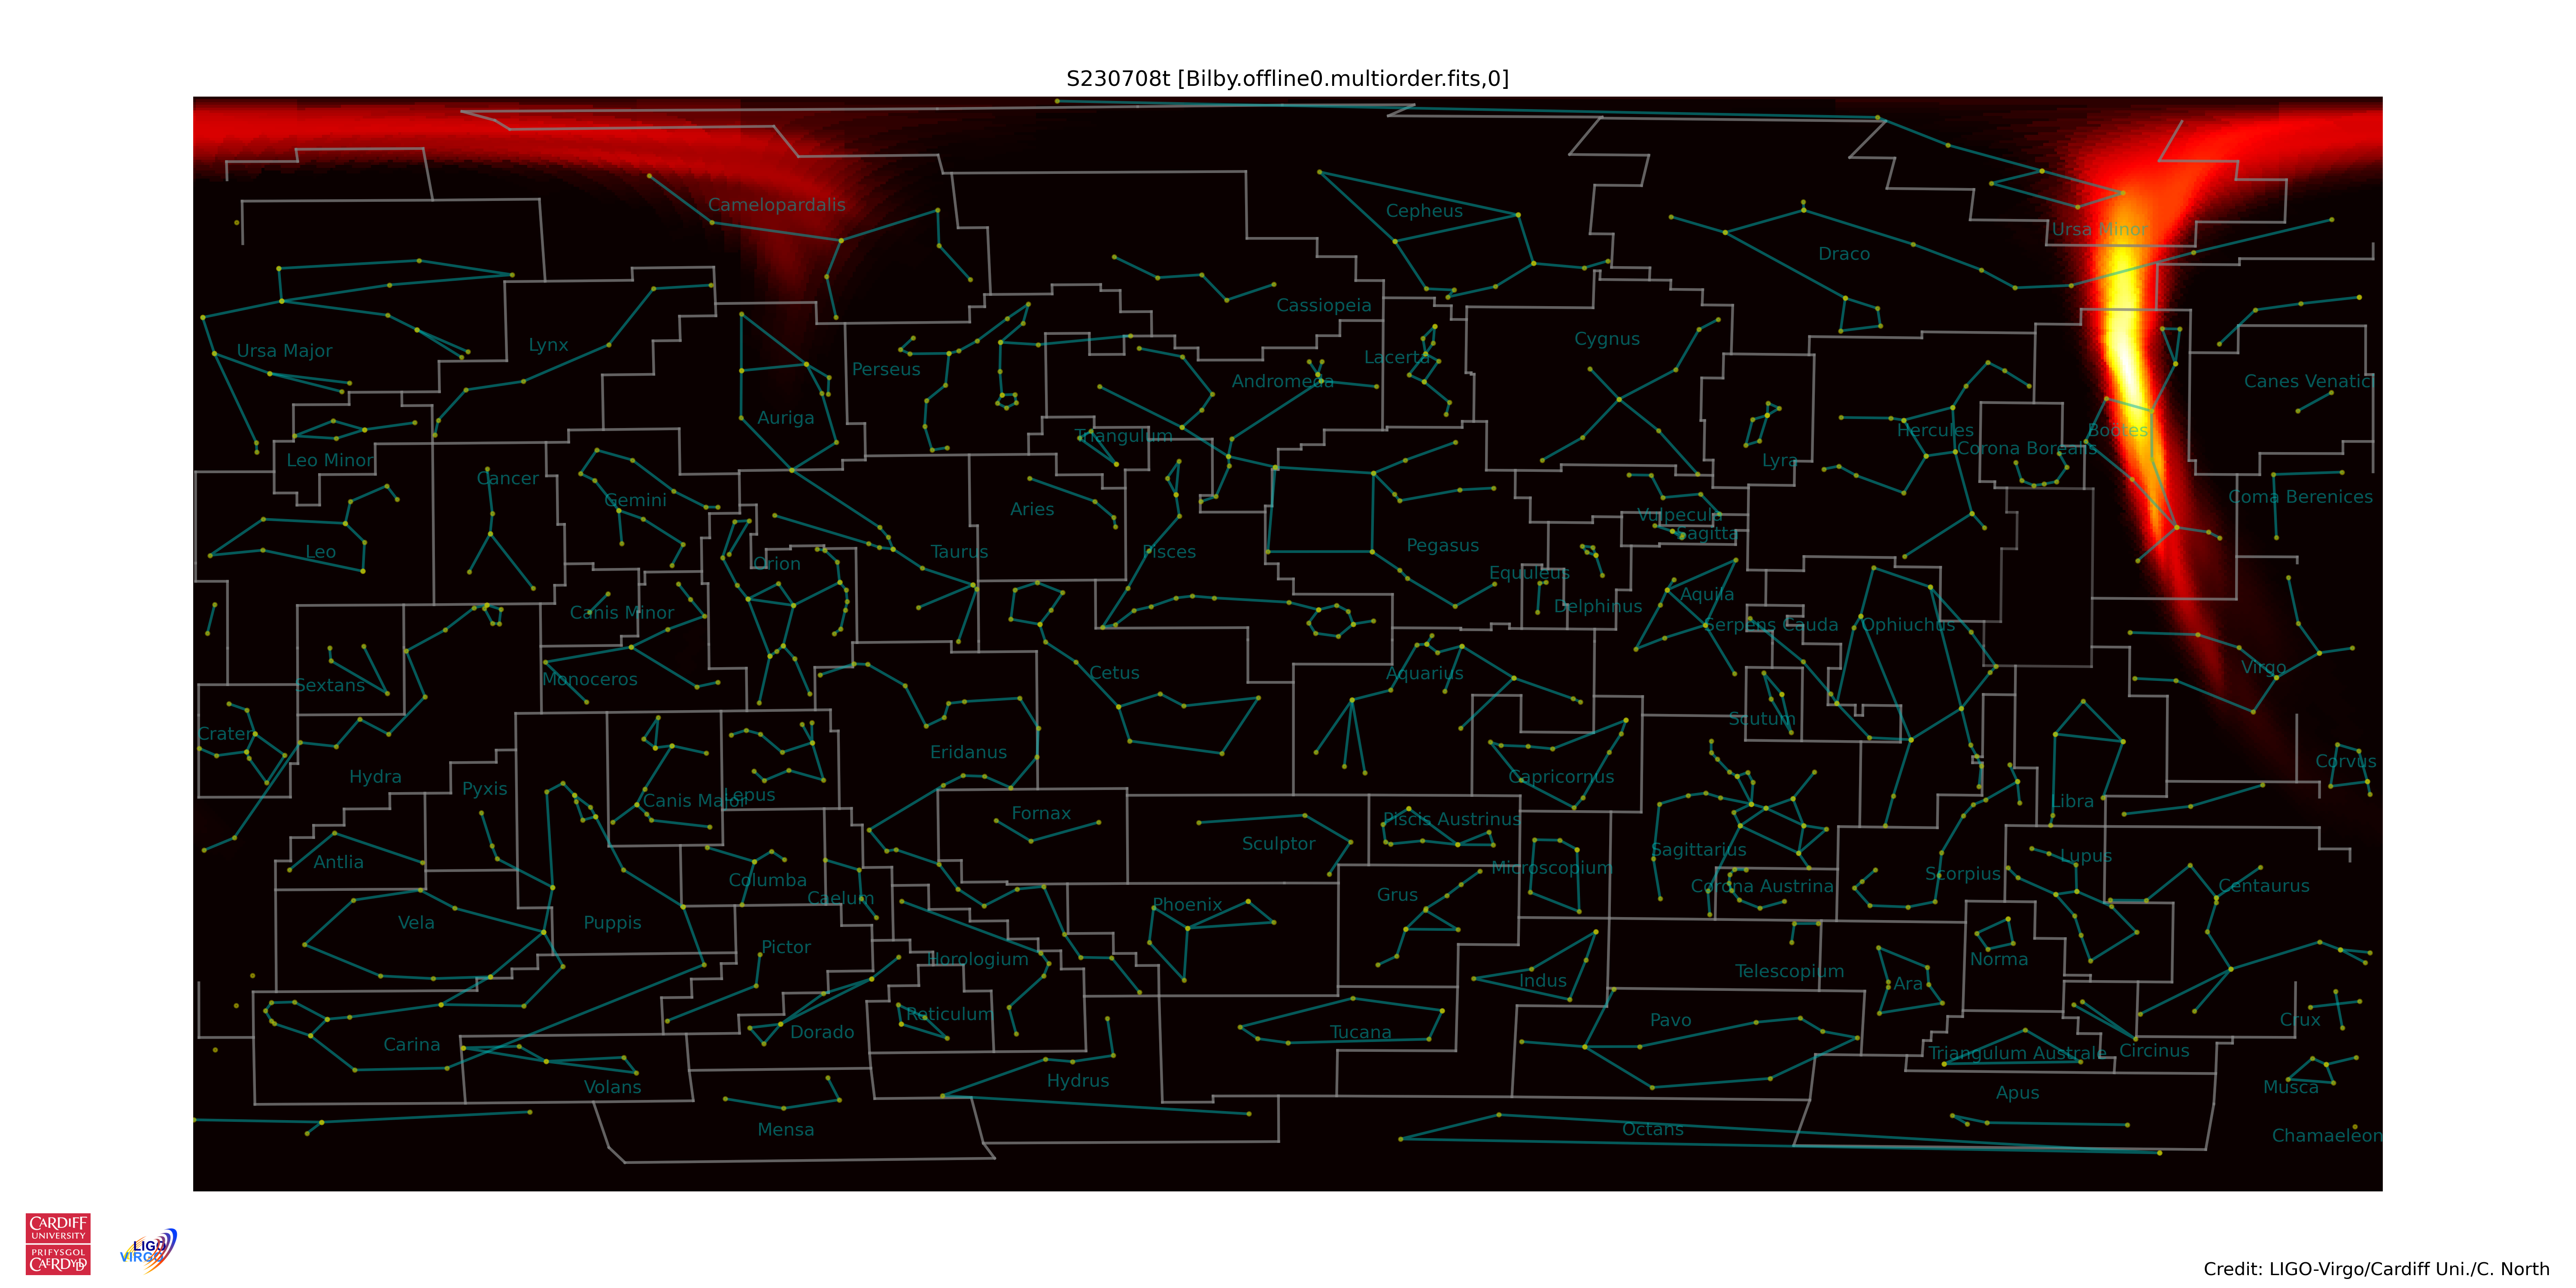 S230708t [Bilby.offline0.multiorder.fits,0]
Camelopardalis
Cepheus
Ursa Minor
Draco
Cassiopeia
Ursa Major
Lynx
Perseus
Lacerta
Cygnus
Andromeda
Canes Venatici
Auriga
Triangulum
Hercules
Bootes
Leo Minor
Corona Borealis
Lyra
Cancer
Gemini
Coma Berenices
Aries
Vulpecula
Sagitta
Leo
Orion
Taurus
Pisces
Pegasus
Equuleus
Canis Minor
Delphinus
Aquila
Serpens Cauda
Ophiuchus
Sextans
Monoceros
Cetus
Aquarius
Virgo
Crater
Scutum
Eridanus
Corvus
Hydra
Pyxis
Capricornus
Canis Major
Lepus
Libra
Fornax
Piscis Austrinus
Antlia
Sculptor
Sagittarius
Lupus
Microscopium
Columba
Caelum
Corona Austrina
Scorpius
Centaurus
Vela
Puppis
Phoenix
Grus
Pictor
Horologium
Telescopium
Norma
Indus
Ara
Reticulum
Carina
Dorado
Tucana
Pavo
Crux
Triangulum Australe
Circinus
Volans
Hydrus
Apus
Musca
Mensa
Octans
Chamaeleon
CARDIFF
UNIVERSITY
PRIFYSGOL
CAERDYDD
LIGO
VIRGO
Credit: LIGO-Virgo/Cardiff Uni./C. North